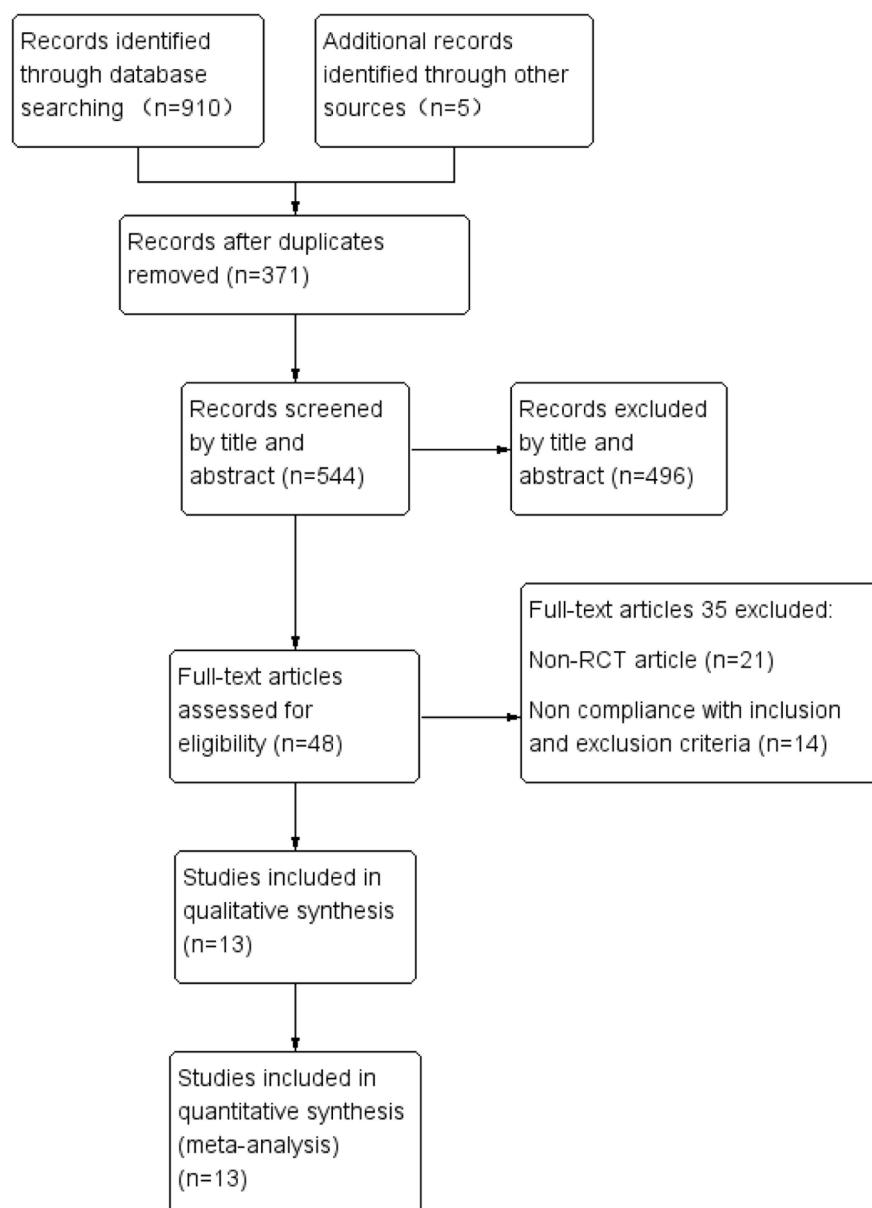 Records identified
through database
searching （n=910）
Additional records
identified through other
sources（n=5）
Records after duplicates
removed (n=371)
Records screened
by title and
abstract (n=544)
Records excluded
by title and
abstract (n=496)
Full-text articles
assessed for
eligibility (n=48)
Full-text articles 35 excluded:
Non-RCT article (n=21)
Non compliance with inclusion
and exclusion criteria (n=14)
Studies included in
qualitative synthesis
(n=13)
Studies included in
quantitative synthesis
(meta-analysis)
(n=13)